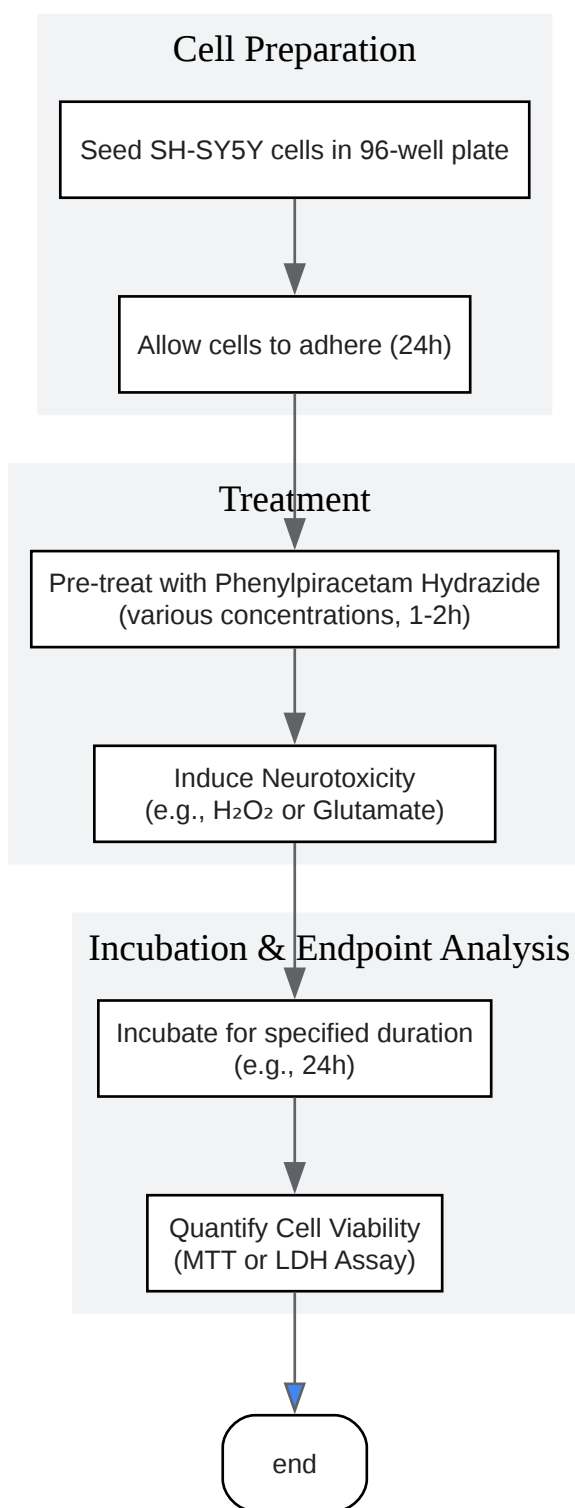 Cell Preparation
Seed SH-SY5Y cells in 96-well plate
Allow cells to adhere (24h)
Treatment
Pre-treat with Phenylpiracetam Hydrazide
(various concentrations, 1-2h)
Induce Neurotoxicity
(e.g., H₂O₂ or Glutamate)
Incubation & Endpoint Analysis
Incubate for specified duration
(e.g., 24h)
Quantify Cell Viability
(MTT or LDH Assay)
end